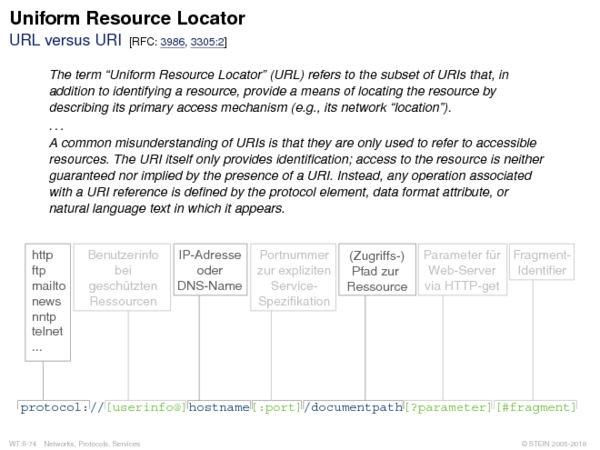 Uniform Resource Locator
URL versus URI [RFC: 3986, 3305:2]
The term “Uniform Resource Locator” (URL) refers to the subset of URIs that, in
addition to identifying a resource, provide a means of locating the resource by
describing its primary access mechanism (e.g., its network “location”).
. . .
A common misunderstanding of URIs is that they are only used to refer to accessible
resources. The URI itself only provides identification; access to the resource is neither
guaranteed nor implied by the presence of a URI. Instead, any operation associated
with a URI reference is defined by the protocol element, data format attribute, or
natural language text in which it appears.
http
ftp
mailto
news
nntp
telnet
...
Benutzerinfo
bei
geschützten
Ressourcen
IP-Adresse
oder
DNS-Name
Portnummer
zur expliziten
Service-
Spezifikation
(Zugriffs-)
Pfad zur
Ressource
Parameter für
Web-Server
via HTTP-get
Fragment-
Identifier
protocol://[userinfo@]hostname[:port]/documentpath[?parameter][#fragment]
WT:II-74 Networks, Protocols, Services © STEIN 2005-2018